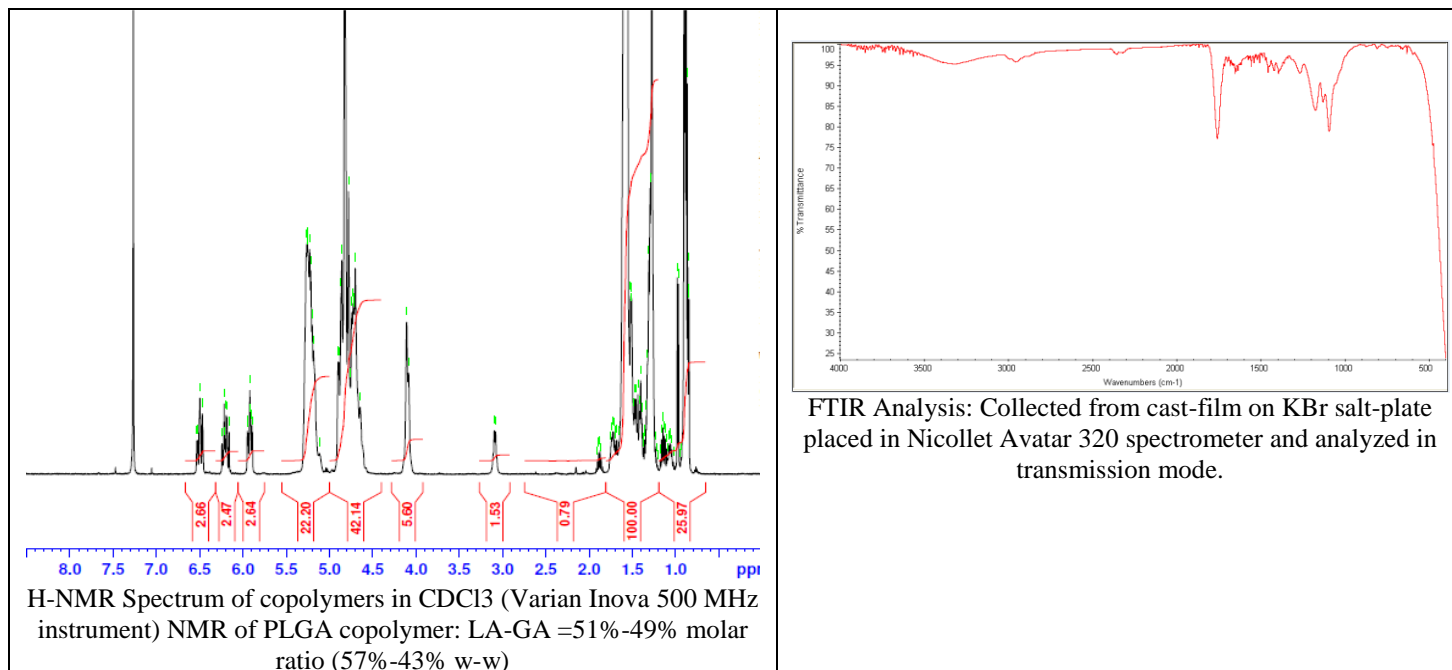 2.66
2.47
2.64
22.20
42.14
5.60
1.53
0.79
100.00
25.97
8.0 7.5 7.0 6.5 6.0 5.5 5.0 4.5 4.0 3.5 3.0 2.5 2.0 1.5 1.0
H-NMR Spectrum of copolymers in CDCl3 (Varian Inova 500 MHz
instrument) NMR of PLGA copolymer: LA-GA =51%-49% molar
ratio (57%-43% w-w)
100
95
90
85
80
75
70
65
60
55
50
45
40
35
30
25
% Transmittance
4000 3500 3000 2500 2000 1500 1000 500
Wavenumbers (cm-1)
FTIR Analysis: Collected from cast-film on KBr salt-plate
placed in Nicollet Avatar 320 spectrometer and analyzed in
transmission mode.